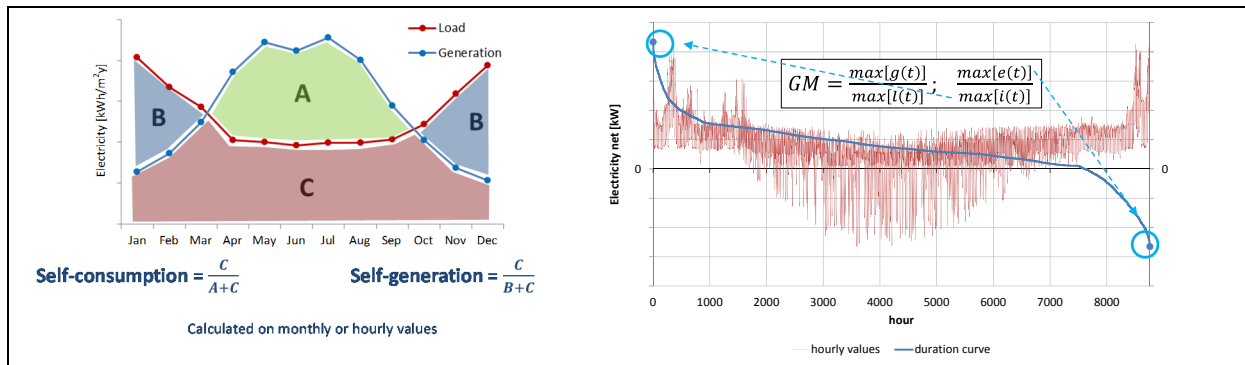 Load
Generation
A
B
B
C
Electricity [kWh/m²y]
Jan Feb Mar Apr May Jun Jul Aug Sep Oct Nov Dec
Self-consumption = C/A+C
Self-generation = C/B+C
Calculated on monthly or hourly values
GM = max[g(t)]/max[l(t)]; max[e(t)]/max[i(t)]
Electricity net [kW]
0
0
0 1000 2000 3000 4000 5000 6000 7000 8000
hour
hourly values duration curve